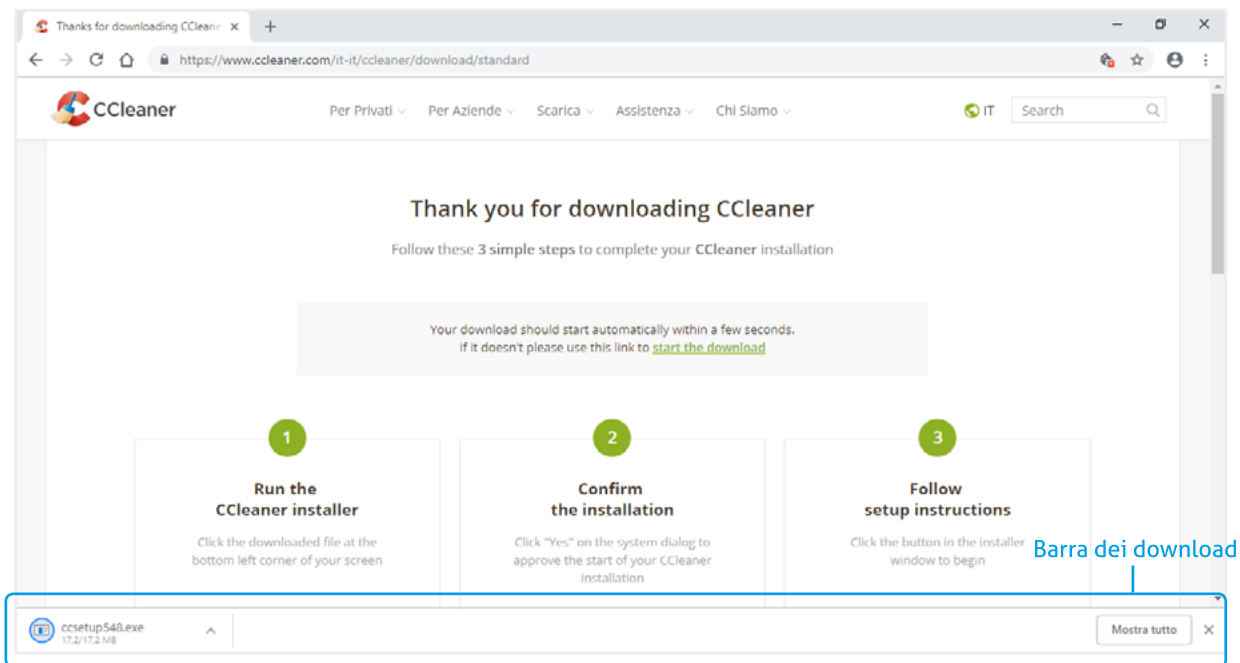 Thanks for downloading CCleane
https://www.ccleaner.com/it-it/ccleaner/download/standard
CCleaner
Per Privati
Per Aziende
Scarica
Assistenza
Chi Siamo
IT
Search
Thank you for downloading CCleaner
Follow these 3 simple steps to complete your CCleaner installation
Your download should start automatically within a few seconds.
If it doesn't please use this link to start the download
1
Run the
CCleaner installer
Click the downloaded file at the
bottom left corner of your screen
2
Confirm
the installation
Click "Yes" on the system dialog to
approve the start of your CCleaner
installation
3
Follow
setup instructions
Click the button in the installer
window to begin
Barra dei download
ccsetup548.exe
17,2/17,2 MB
Mostra tutto